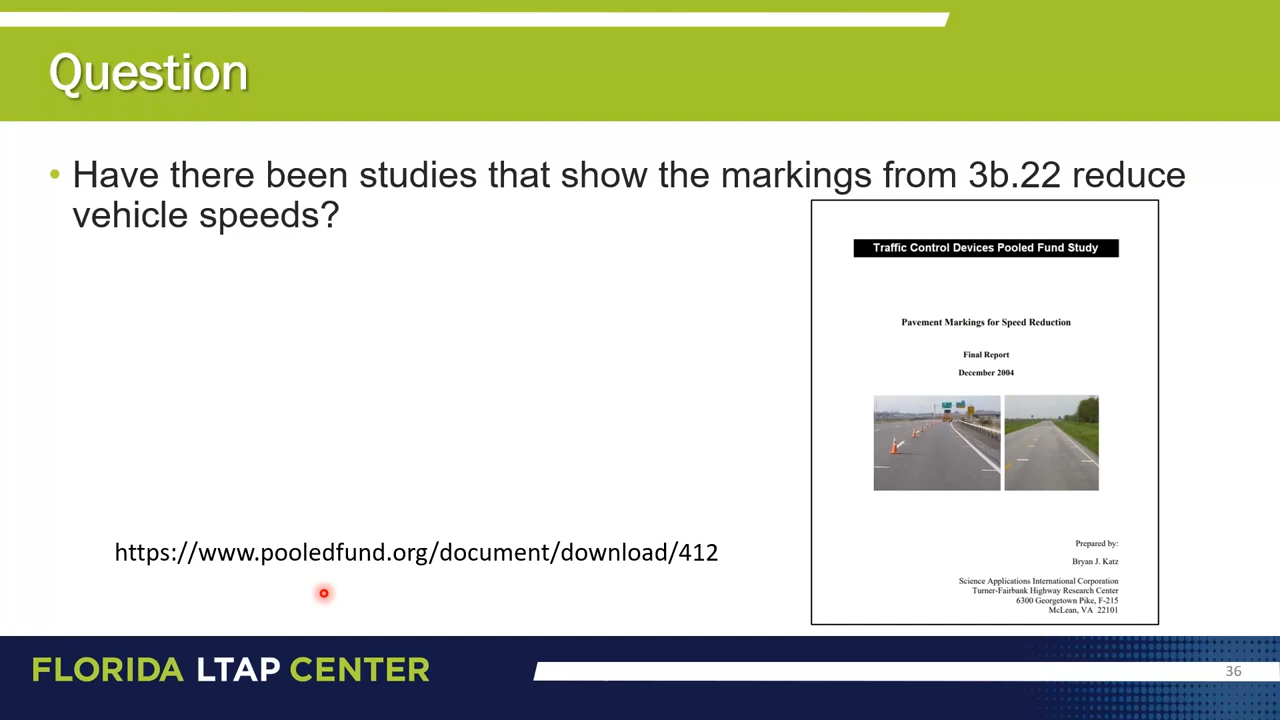 Question
• Have there been studies that show the markings from 3b.22 reduce
vehicle speeds?
Traffic Control Devices Pooled Fund Study
Pavement Markings for Speed Reduction
Final Report
December 2004
Prepared by:
Bryan J. Katz
Science Applications International Corporation
Turner-Fairbank Highway Research Center
6300 Georgetown Pike, F-215
McLean, VA 22101
https://www.pooledfund.org/document/download/412
FLORIDA LTAP CENTER
36